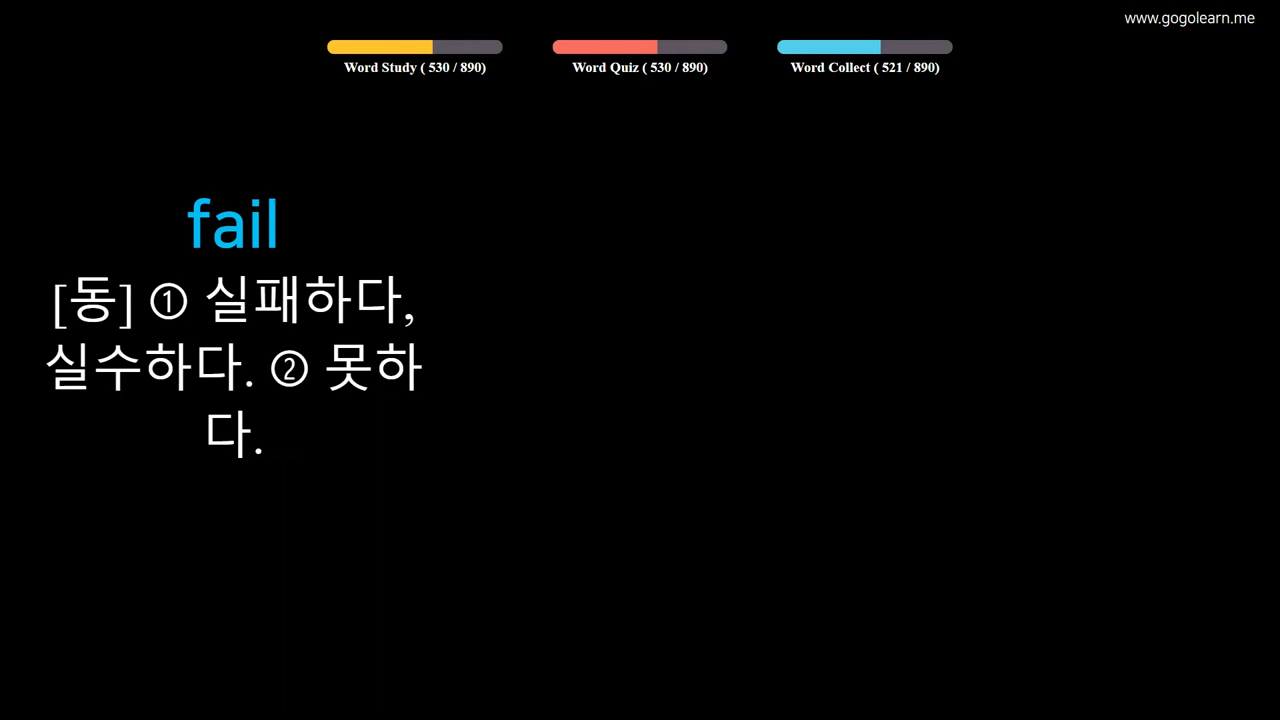 www.gogolearn.me
Word Study ( 530 / 890)
Word Quiz ( 530 / 890)
Word Collect ( 521 / 890)
fail
[동] ① 실패하다,
실수하다. ② 못하
다.